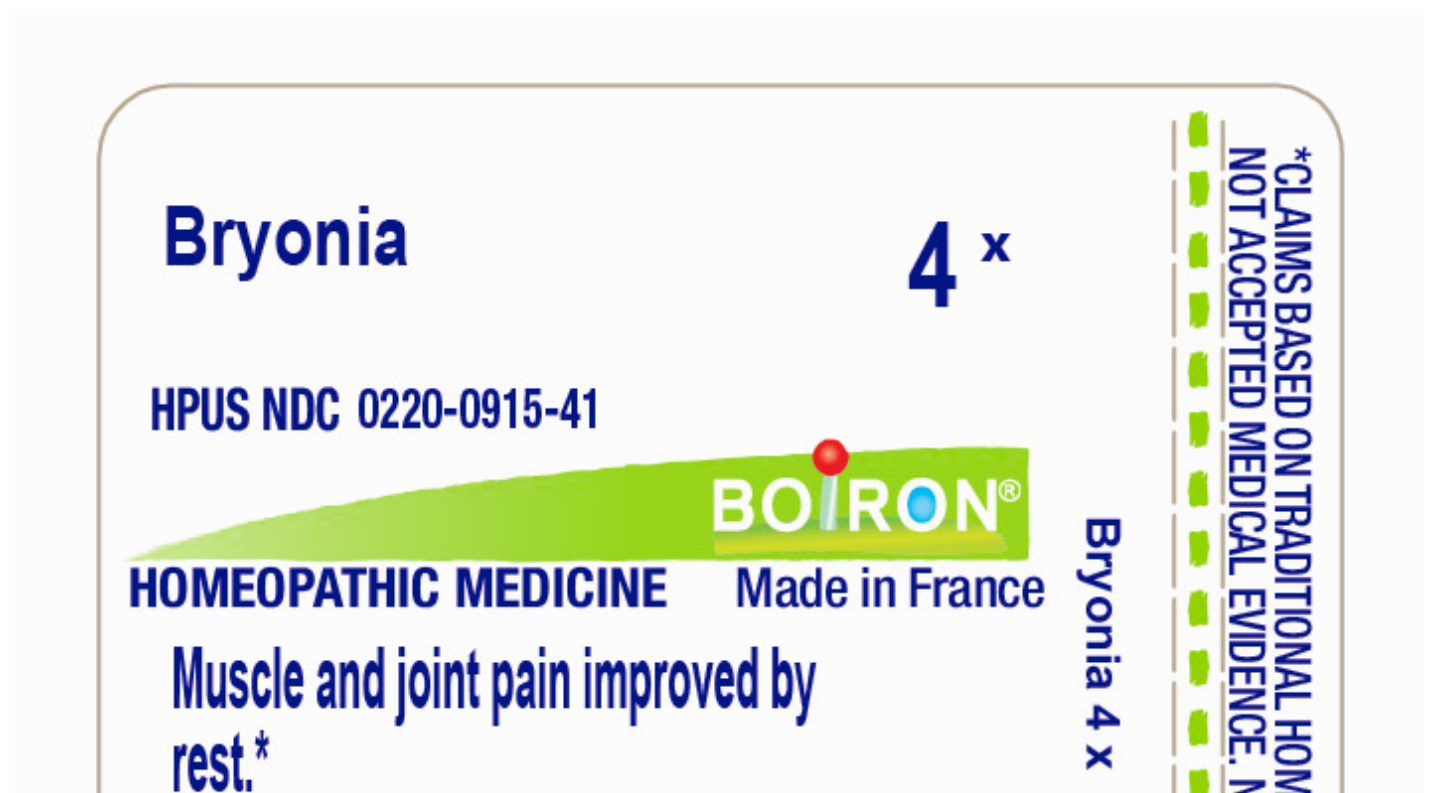 Bryonia
4 x
HPUS NDC 0220-0915-41
BOIRON®
HOMEOPATHIC MEDICINE
Made in France
Muscle and joint pain improved by
rest.*
Bryonia 4 x
*CLAIMS BASED ON TRADITIONAL
NOT ACCEPTED MEDICAL EVIDENCE.